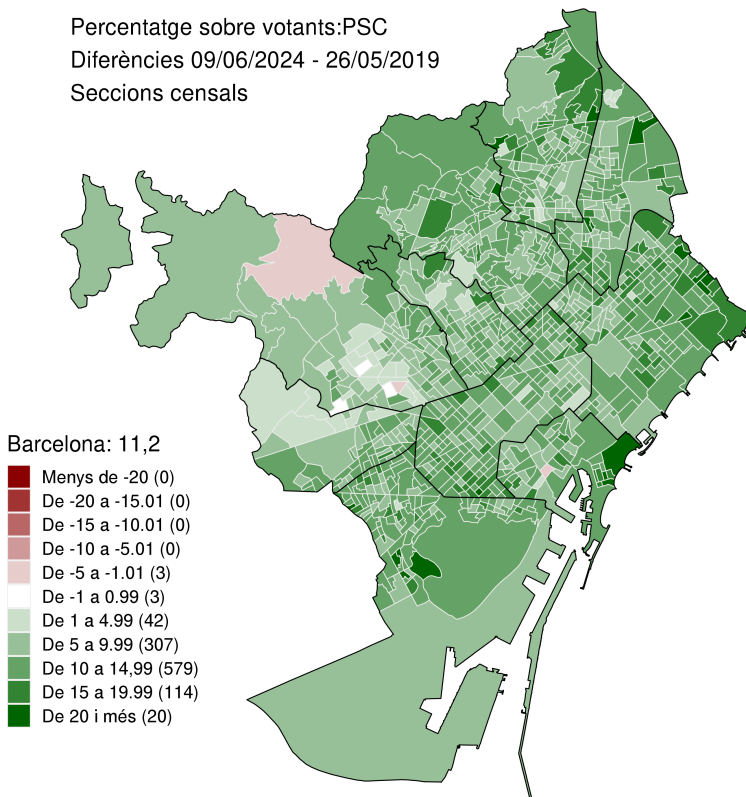 Percentatge sobre votants:PSC
Diferències 09/06/2024 - 26/05/2019
Seccions censals
Barcelona: 11,2
Menys de -20 (0)
De -20 a -15.01 (0)
De -15 a -10.01 (0)
De -10 a -5.01 (0)
De -5 a -1.01 (3)
De -1 a 0.99 (3)
De 1 a 4.99 (42)
De 5 a 9.99 (307)
De 10 a 14,99 (579)
De 15 a 19.99 (114)
De 20 i més (20)